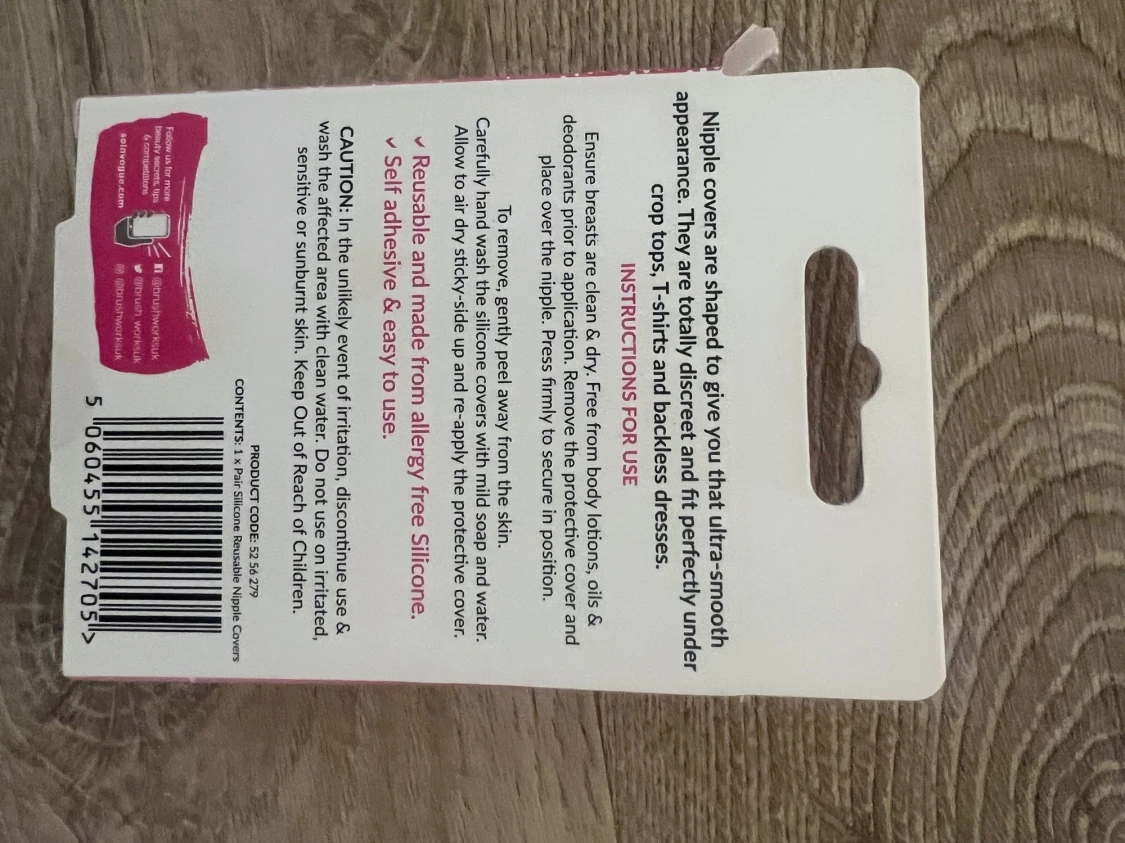 Nipple covers are shaped to give you that ultra-smooth
appearance. They are totally discreet and fit perfectly under
crop tops, T-shirts and backless dresses.
INSTRUCTIONS FOR USE
Ensure breasts are clean & dry. Free from body lotions, oils &
deodorants prior to application. Remove the protective cover and
place over the nipple. Press firmly to secure in position.
To remove, gently peel away from the skin.
Carefully hand wash the silicone covers with mild soap and water.
Allow to air dry sticky-side up and re-apply the protective cover.
✓ Reusable and made from allergy free Silicone.
✓ Self adhesive & easy to use.
CAUTION: In the unlikely event of irritation, discontinue use &
wash the affected area with clean water. Do not use on irritated,
sensitive or sunburnt skin. Keep Out of Reach of Children.
PRODUCT CODE: 52 56 279
CONTENTS: 1 x Pair Silicone Reusable Nipple Covers
Follow us for more
beauty secrets, tips
& competitions
soinvogue.com
@brushworksuk
@brush_worksuk
@brushworksuk
5 060455 142705 >